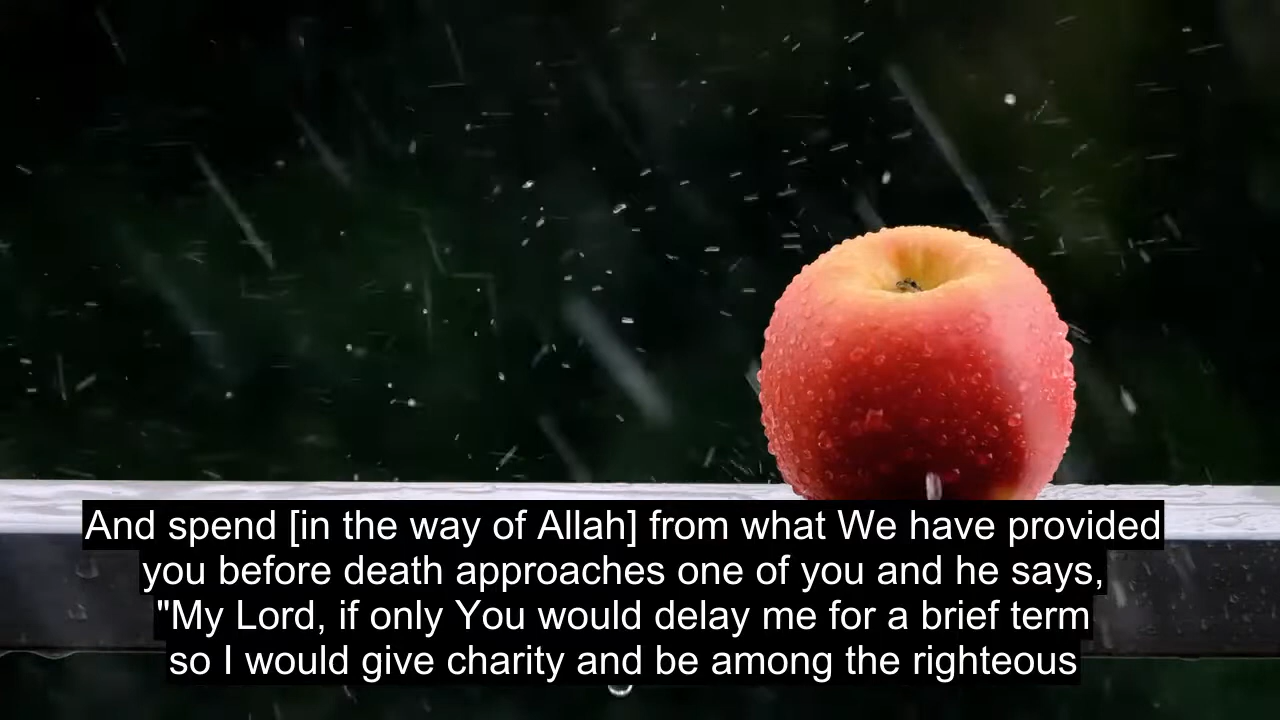 And spend [in the way of Allah] from what We have provided
you before death approaches one of you and he says,
"My Lord, if only You would delay me for a brief term
so I would give charity and be among the righteous